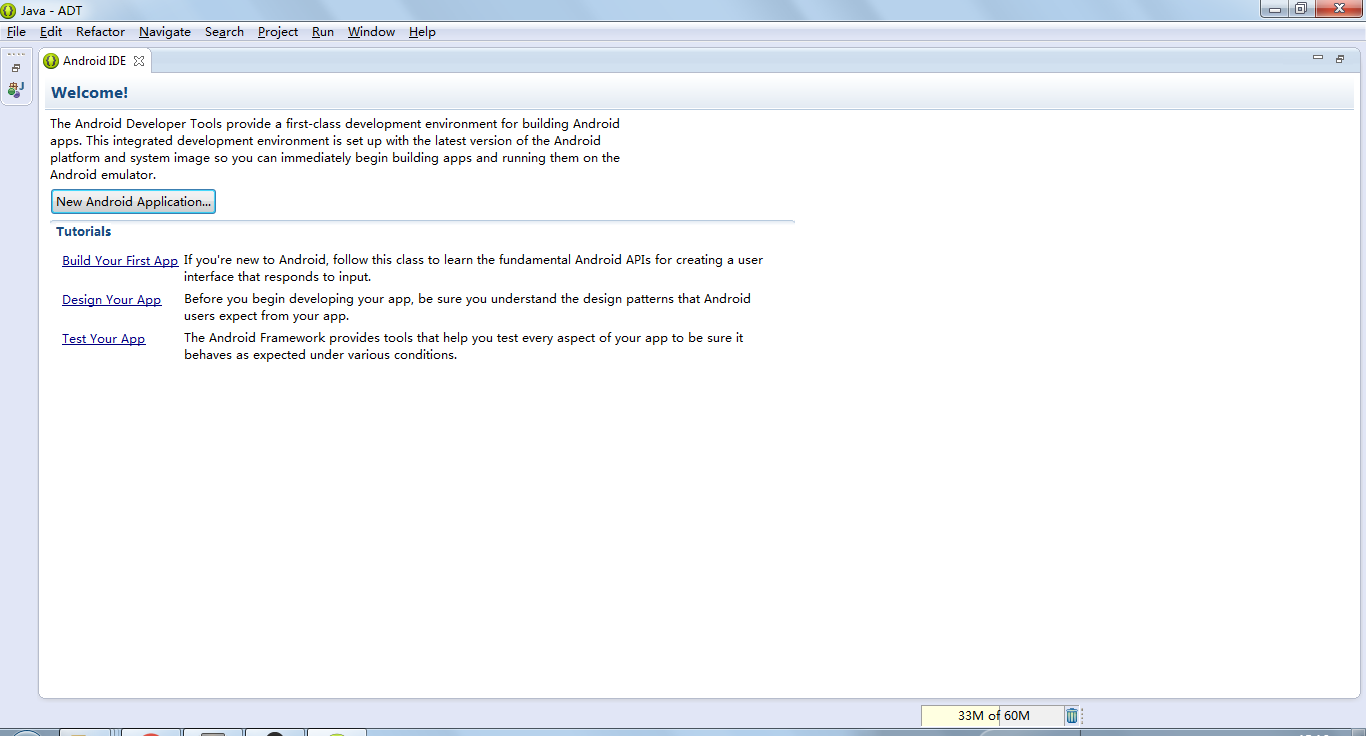 Java - ADT
File Edit Refactor Navigate Search Project Run Window Help
Android IDE
Welcome!
The Android Developer Tools provide a first-class development environment for building Android
apps. This integrated development environment is set up with the latest version of the Android
platform and system image so you can immediately begin building apps and running them on the
Android emulator.
New Android Application...
Tutorials
Build Your First App If you're new to Android, follow this class to learn the fundamental Android APIs for creating a user
interface that responds to input.
Design Your App Before you begin developing your app, be sure you understand the design patterns that Android
users expect from your app.
Test Your App The Android Framework provides tools that help you test every aspect of your app to be sure it
behaves as expected under various conditions.
33M of 60M